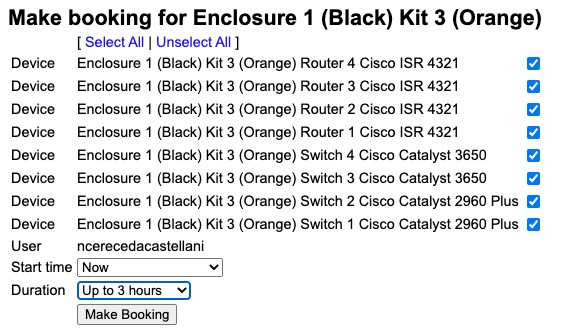 Make booking for Enclosure 1 (Black) Kit 3 (Orange)
[ Select All | Unselect All ]
Device Enclosure 1 (Black) Kit 3 (Orange) Router 4 Cisco ISR 4321
Device Enclosure 1 (Black) Kit 3 (Orange) Router 3 Cisco ISR 4321
Device Enclosure 1 (Black) Kit 3 (Orange) Router 2 Cisco ISR 4321
Device Enclosure 1 (Black) Kit 3 (Orange) Router 1 Cisco ISR 4321
Device Enclosure 1 (Black) Kit 3 (Orange) Switch 4 Cisco Catalyst 3650
Device Enclosure 1 (Black) Kit 3 (Orange) Switch 3 Cisco Catalyst 3650
Device Enclosure 1 (Black) Kit 3 (Orange) Switch 2 Cisco Catalyst 2960 Plus
Device Enclosure 1 (Black) Kit 3 (Orange) Switch 1 Cisco Catalyst 2960 Plus
User ncerecedacastellani
Start time Now
Duration Up to 3 hours
Make Booking